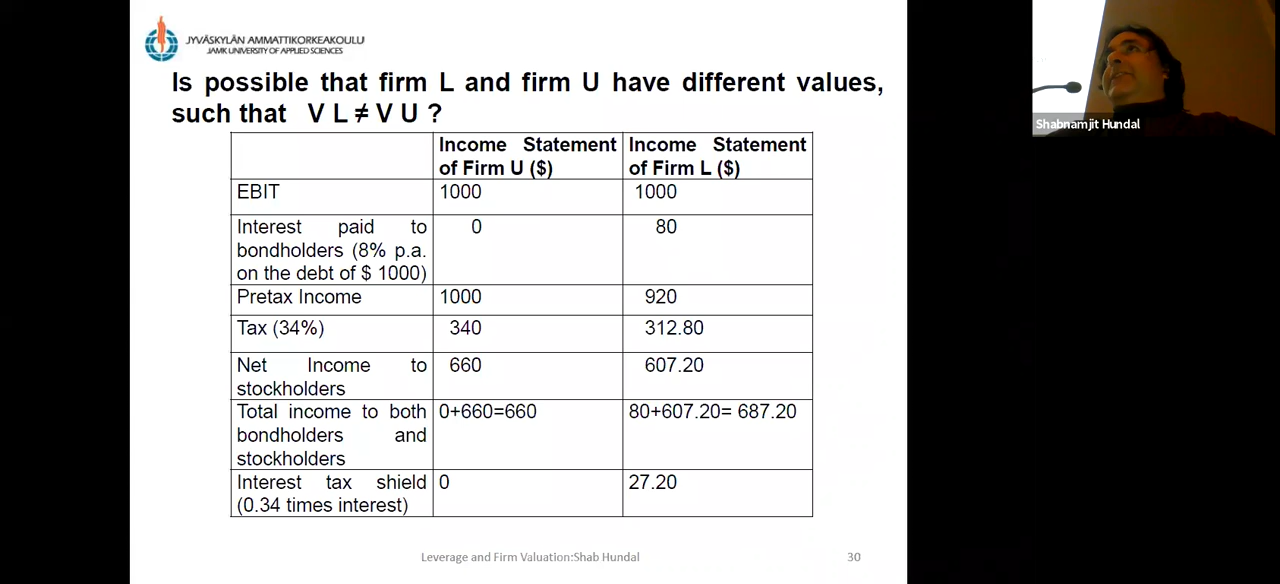 JYVÄSKYLÄN AMMATTIKORKEAKOULU
JAMK UNIVERSITY OF APPLIED SCIENCES
Is possible that firm L and firm U have different values,
such that V L ≠ V U ?
Income Statement of Firm U ($)
Income Statement of Firm L ($)
EBIT 1000 1000
Interest paid to bondholders (8% p.a. on the debt of $ 1000) 0 80
Pretax Income 1000 920
Tax (34%) 340 312.80
Net Income to stockholders 660 607.20
Total income to both bondholders and stockholders 0+660=660 80+607.20= 687.20
Interest tax shield (0.34 times interest) 0 27.20
Leverage and Firm Valuation:Shab Hundal 30
Shabnamjit Hundal